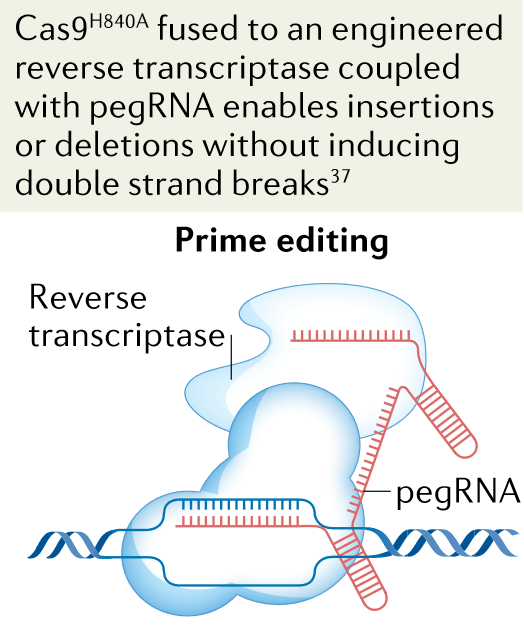 Cas9ᴴ⁸⁴⁰ᴬ fused to an engineered
reverse transcriptase coupled
with pegRNA enables insertions
or deletions without inducing
double strand breaks³⁷
Prime editing
Reverse
transcriptase
pegRNA